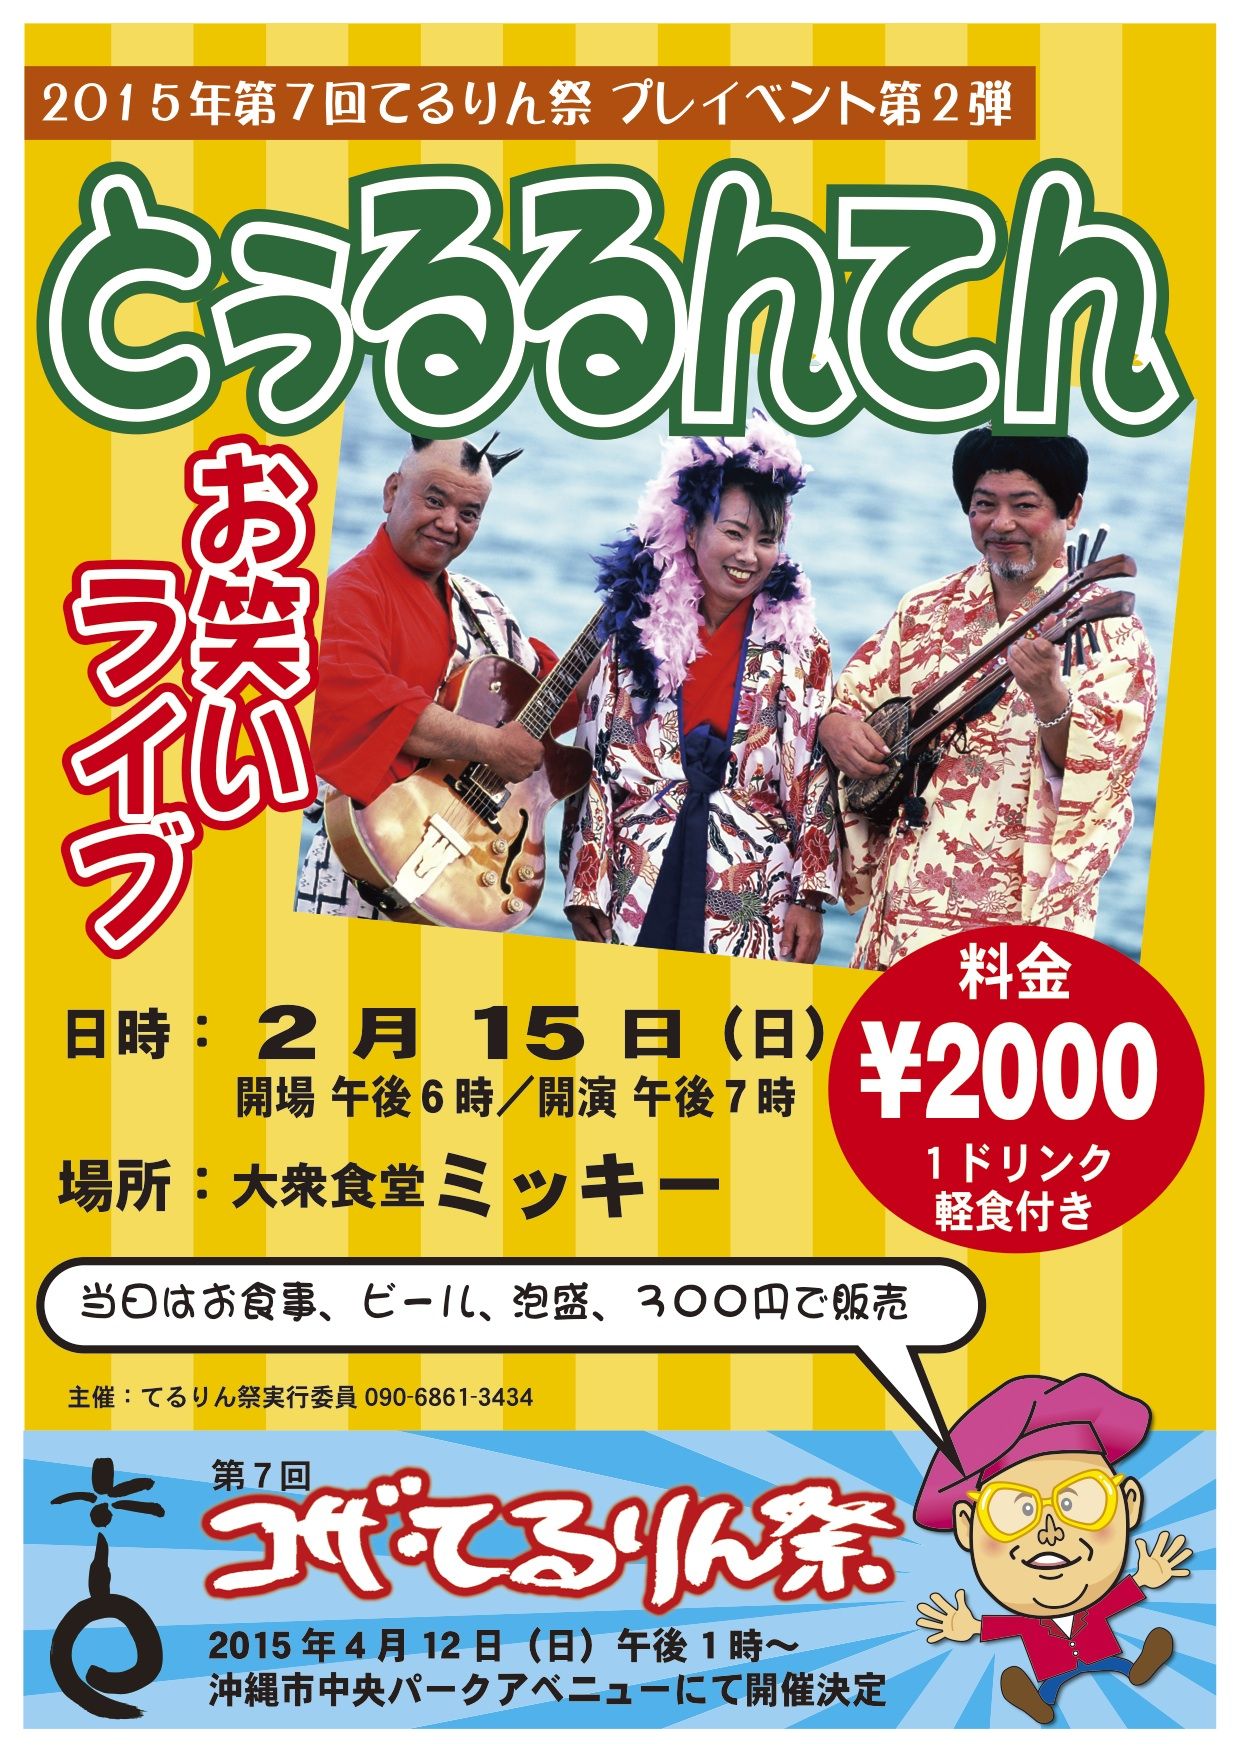 2015年第7回てるりん祭 プレイベント第2弾
とぅるるんてん
お笑い
ライブ
料金
¥2000
1ドリンク
軽食付き
日時： 2月 15日（日）
開場 午後6時／開演 午後7時
場所：大衆食堂ミッキー
当日はお食事、ビール、泡盛、300円で販売
主催：てるりん祭実行委員 090-6861-3434
第7回
コザ・てるりん祭
2015年4月12日（日）午後1時〜
沖縄市中央パークアベニューにて開催決定